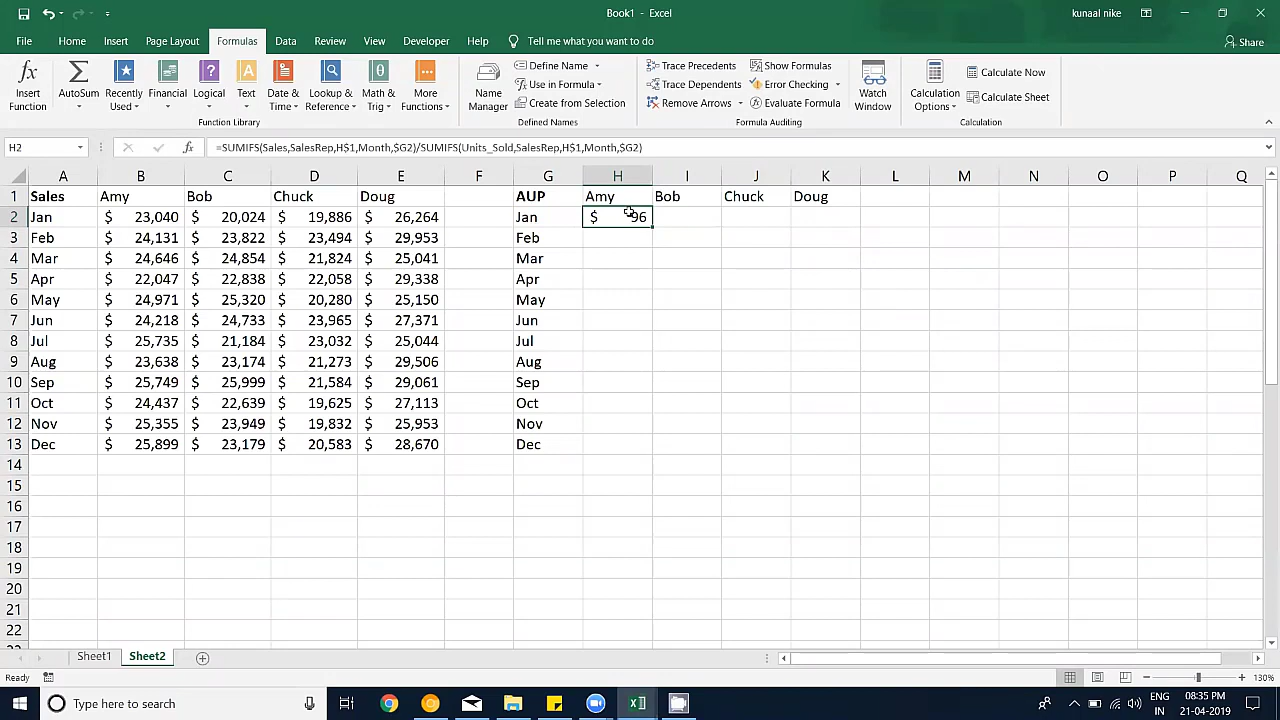 Book1 - Excel
kunaal nike
File Home Insert Page Layout Formulas Data Review View Developer Help Tell me what you want to do Share
Insert Function
AutoSum
Recently Used
Financial
Logical
Text
Date & Time
Lookup & Reference
Math & Trig
More Functions
Function Library
Name Manager
Define Name
Use in Formula
Create from Selection
Defined Names
Trace Precedents
Trace Dependents
Remove Arrows
Show Formulas
Error Checking
Evaluate Formula
Formula Auditing
Watch Window
Calculation Options
Calculate Now
Calculate Sheet
Calculation
H2 fx =SUMIFS(Sales,SalesRep,H$1,Month,$G2)/SUMIFS(Units_Sold,SalesRep,H$1,Month,$G2)
A B C D E F G H I J K L M N O P Q
1 Sales Amy Bob Chuck Doug AUP Amy Bob Chuck Doug
2 Jan $ 23,040 $ 20,024 $ 19,886 $ 26,264 Jan $ 96
3 Feb $ 24,131 $ 23,822 $ 23,494 $ 29,953 Feb
4 Mar $ 24,646 $ 24,854 $ 21,824 $ 25,041 Mar
5 Apr $ 22,047 $ 22,838 $ 22,058 $ 29,338 Apr
6 May $ 24,971 $ 25,320 $ 20,280 $ 25,150 May
7 Jun $ 24,218 $ 24,733 $ 23,965 $ 27,371 Jun
8 Jul $ 25,735 $ 21,184 $ 23,032 $ 25,044 Jul
9 Aug $ 23,638 $ 23,174 $ 21,273 $ 29,506 Aug
10 Sep $ 25,749 $ 25,999 $ 21,584 $ 29,061 Sep
11 Oct $ 24,437 $ 22,639 $ 19,625 $ 27,113 Oct
12 Nov $ 25,355 $ 23,949 $ 19,832 $ 25,953 Nov
13 Dec $ 25,899 $ 23,179 $ 20,583 $ 28,670 Dec
14
15
16
17
18
19
20
21
22
Sheet1 Sheet2
Ready 130%
Type here to search
ENG 08:35 PM
IN 21-04-2019